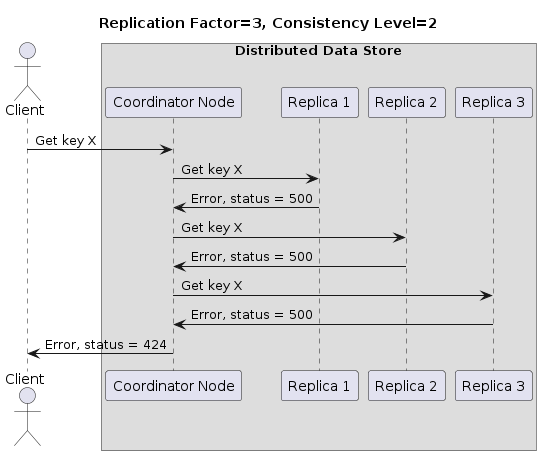 Replication Factor=3, Consistency Level=2
Distributed Data Store
Client
Coordinator Node
Replica 1
Replica 2
Replica 3
Get key X
Get key X
Error, status = 500
Get key X
Error, status = 500
Get key X
Error, status = 500
Error, status = 424
Client
Coordinator Node
Replica 1
Replica 2
Replica 3